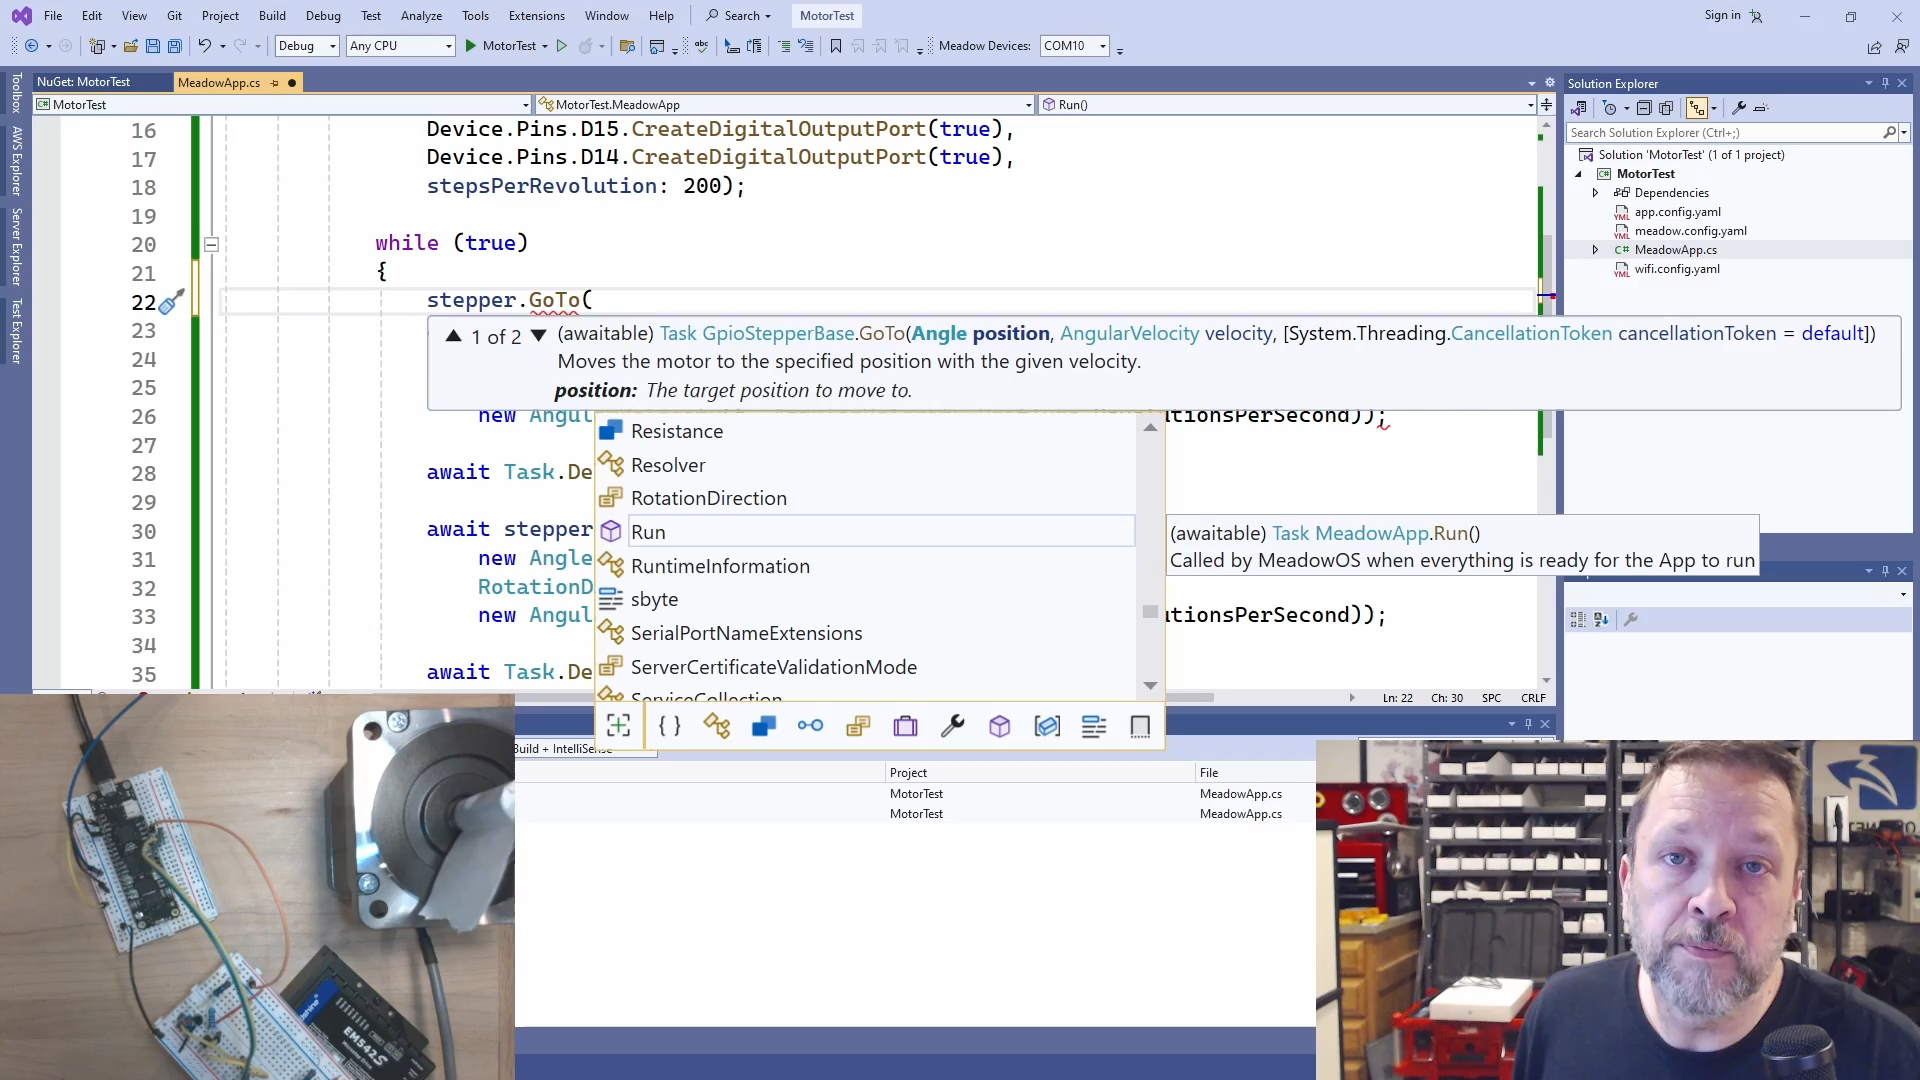 File Edit View Git Project Build Debug Test Analyze Tools Extensions Window Help Search MotorTest Sign in
Debug Any CPU MotorTest Meadow Devices: COM10
NuGet: MotorTest MeadowApp.cs
MotorTest MotorTest.MeadowApp Run()
Toolbox
AWS Explorer
Server Explorer
Test Explorer
16 Device.Pins.D15.CreateDigitalOutputPort(true),
17 Device.Pins.D14.CreateDigitalOutputPort(true),
18 stepsPerRevolution: 200);
19
20 while (true)
21 {
22 stepper.GoTo(
23
24
25
26 new Angul
utionsPerSecond));
27
28 await Task.De
29
30 await stepper
31 new Angle
32 RotationD
33 new Angul
utionsPerSecond));
34
35 await Task.De
1 of 2 (awaitable) Task GpioStepperBase.GoTo(Angle position, AngularVelocity velocity, [System.Threading.CancellationToken cancellationToken = default])
Moves the motor to the specified position with the given velocity.
position: The target position to move to.
Resistance
Resolver
RotationDirection
Run
RuntimeInformation
sbyte
SerialPortNameExtensions
ServerCertificateValidationMode
ServiceCollection
(awaitable) Task MeadowApp.Run()
Called by MeadowOS when everything is ready for the App to run
Ln: 22 Ch: 30 SPC CRLF
Build + IntelliSense
Project File
MotorTest MeadowApp.cs
MotorTest MeadowApp.cs
Solution Explorer
Search Solution Explorer (Ctrl+;)
Solution 'MotorTest' (1 of 1 project)
MotorTest
Dependencies
app.config.yaml
meadow.config.yaml
MeadowApp.cs
wifi.config.yaml
EM542S